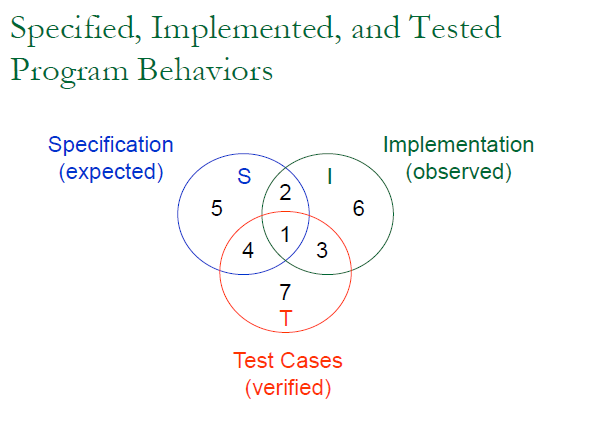 Specified, Implemented, and Tested
Program Behaviors
Specification
(expected)
Implementation
(observed)
S
I
2
5
6
1
4
3
7
T
Test Cases
(verified)